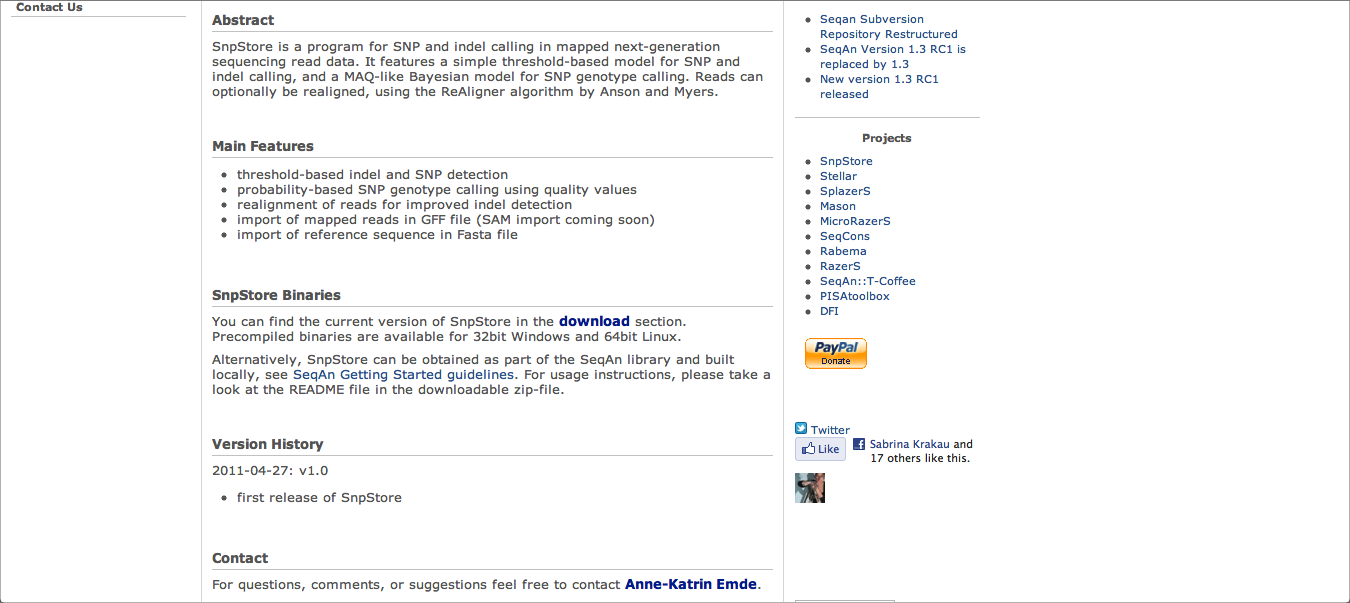 Contact Us
Abstract
SnpStore is a program for SNP and indel calling in mapped next-generation
sequencing read data. It features a simple threshold-based model for SNP and
indel calling, and a MAQ-like Bayesian model for SNP genotype calling. Reads can
optionally be realigned, using the ReAligner algorithm by Anson and Myers.
Main Features
threshold-based indel and SNP detection
probability-based SNP genotype calling using quality values
realignment of reads for improved indel detection
import of mapped reads in GFF file (SAM import coming soon)
import of reference sequence in Fasta file
SnpStore Binaries
You can find the current version of SnpStore in the download section.
Precompiled binaries are available for 32bit Windows and 64bit Linux.
Alternatively, SnpStore can be obtained as part of the SeqAn library and built
locally, see SeqAn Getting Started guidelines. For usage instructions, please take a
look at the README file in the downloadable zip-file.
Version History
2011-04-27: v1.0
first release of SnpStore
Contact
For questions, comments, or suggestions feel free to contact Anne-Katrin Emde.
Seqan Subversion
Repository Restructured
SeqAn Version 1.3 RC1 is
replaced by 1.3
New version 1.3 RC1
released
Projects
SnpStore
Stellar
SplazerS
Mason
MicroRazerS
SeqCons
Rabema
RazerS
SeqAn::T-Coffee
PISAtoolbox
DFI
PayPal
Donate
Twitter
Like
Sabrina Krakau and
17 others like this.